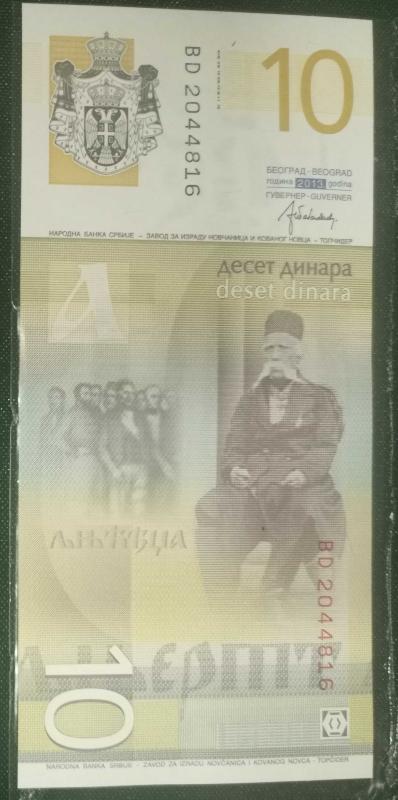 10
BD 2044816
БЕОГРАД - BEOGRAD
година 2013. godina
ГУВЕРНЕР - GUVERNER
НАРОДНА БАНКА СРБИЈЕ - ЗАВОД ЗА ИЗРАДУ НОВЧАНИЦА И КОВАНОГ НОВЦА - ТОПЧИДЕР
десет динара
deset dinara
BD 2044816
10
NARODNA BANKA SRBIJE - ZAVOD ZA IZRADU NOVČANICA I KOVANOG NOVCA - TOPČIDER